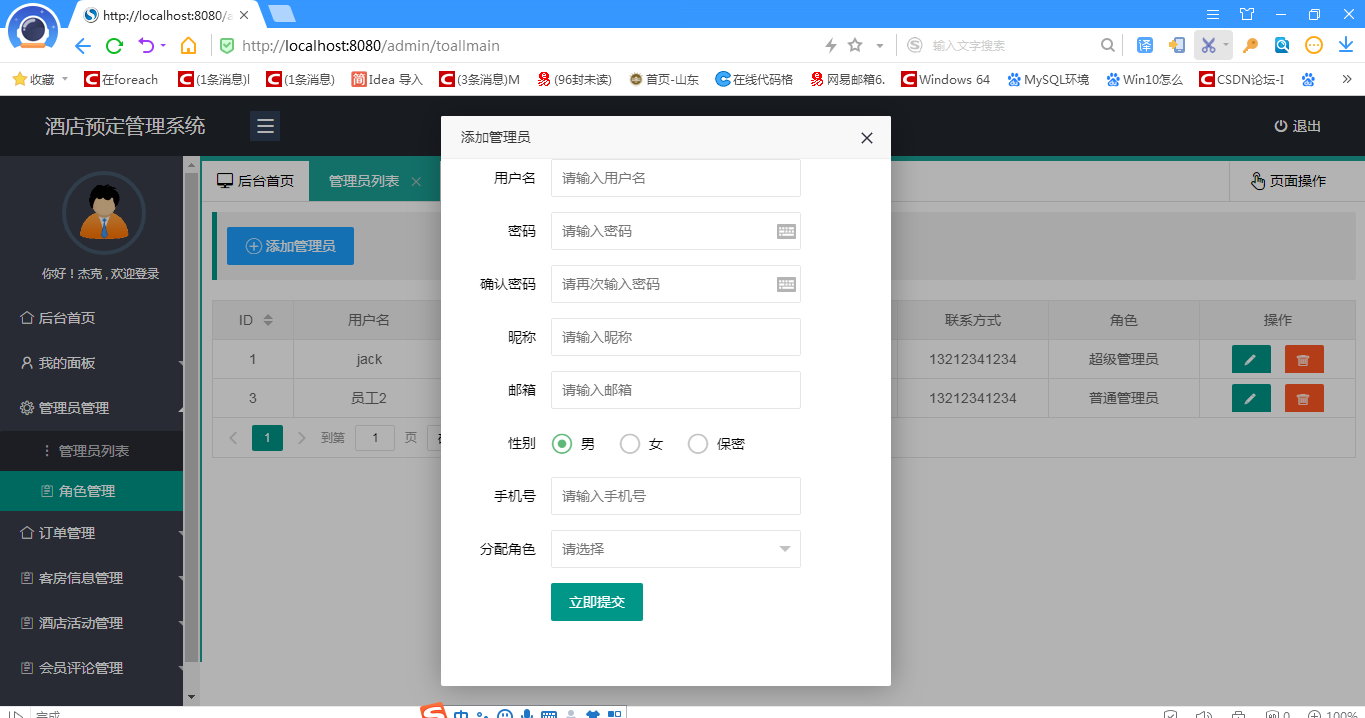 http://localhost:8080/a
http://localhost:8080/admin/toallmain
输入文字搜索
译
收藏
在foreach
(1条消息)I
(1条消息)
简 Idea 导入
(3条消息)M
(96封未读)
首页-山东
在线代码格
网易邮箱6.
Windows 64
MySQL环境
Win10怎么
CSDN论坛-I
酒店预定管理系统
退出
你好！杰克 , 欢迎登录
后台首页
我的面板
管理员管理
管理员列表
角色管理
订单管理
客房信息管理
酒店活动管理
会员评论管理
后台首页
管理员列表
页面操作
添加管理员
ID
用户名
联系方式
角色
操作
1
jack
13212341234
超级管理员
3
员工2
13212341234
普通管理员
1
到第
1
页
添加管理员
用户名
请输入用户名
密码
请输入密码
确认密码
请再次输入密码
昵称
请输入昵称
邮箱
请输入邮箱
性别
男
女
保密
手机号
请输入手机号
分配角色
请选择
立即提交
完成
中
0
100%